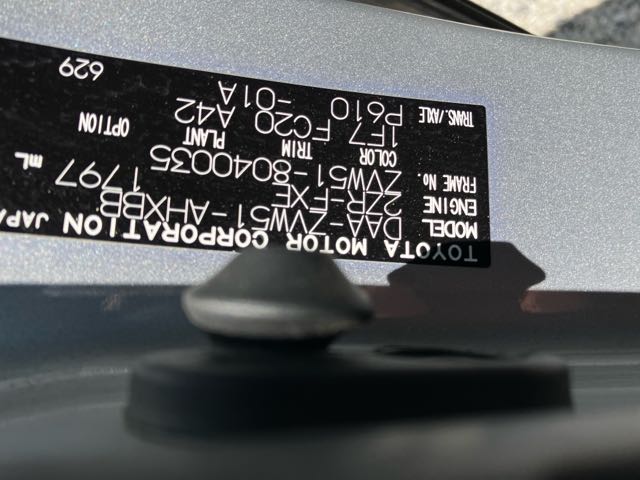 TOYOTA MOTOR CORPORATION JAPA
MODEL DAA-ZVW51-AHXBB
ENGINE 2ZR-FXE 1797 mL
FRAME No. ZVW51-8040035
COLOR TRIM PLANT OPTION
1F7 FC20 A42 629
TRANS./AXLE P610 -01A